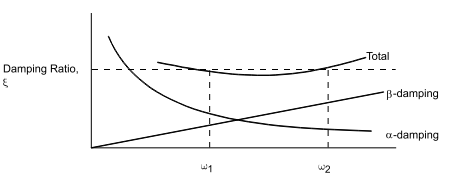 Total
Damping Ratio,
ξ
β-damping
α-damping
ω1
ω2